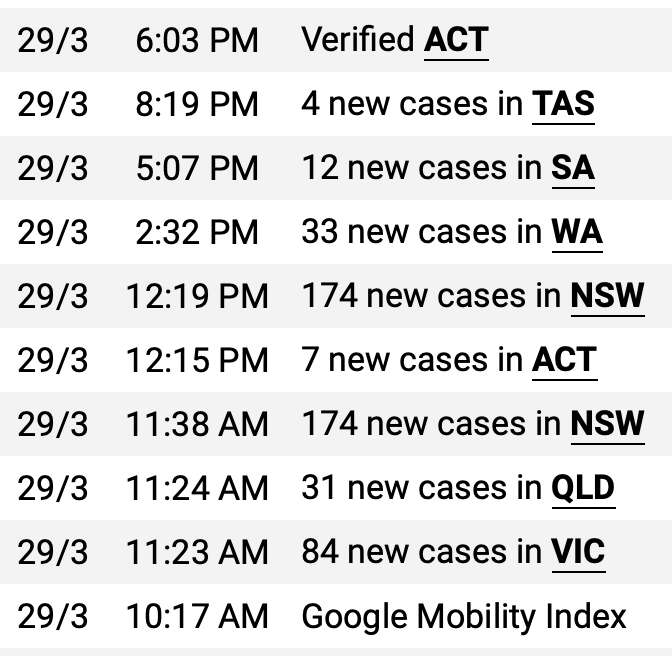 29/3 6:03 PM Verified ACT
29/3 8:19 PM 4 new cases in TAS
29/3 5:07 PM 12 new cases in SA
29/3 2:32 PM 33 new cases in WA
29/3 12:19 PM 174 new cases in NSW
29/3 12:15 PM 7 new cases in ACT
29/3 11:38 AM 174 new cases in NSW
29/3 11:24 AM 31 new cases in QLD
29/3 11:23 AM 84 new cases in VIC
29/3 10:17 AM Google Mobility Index